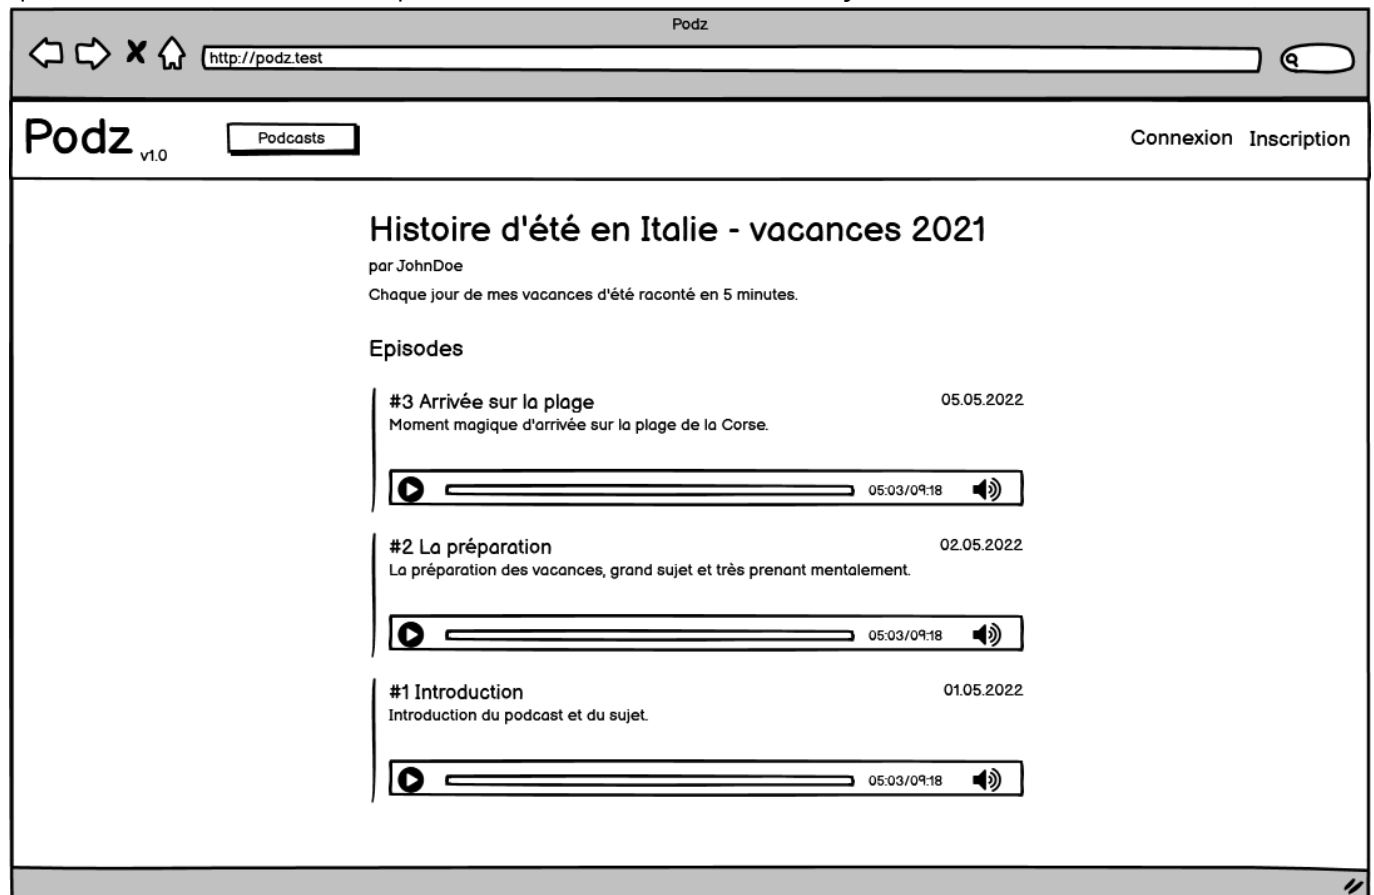 Podz
http://podz.test
Podz v1.0
Podcasts
Connexion Inscription
Histoire d'été en Italie - vacances 2021
par JohnDoe
Chaque jour de mes vacances d'été raconté en 5 minutes.
Episodes
#3 Arrivée sur la plage 05.05.2022
Moment magique d'arrivée sur la plage de la Corse.
05:03/09:18
#2 La préparation 02.05.2022
La préparation des vacances, grand sujet et très prenant mentalement.
05:03/09:18
#1 Introduction 01.05.2022
Introduction du podcast et du sujet.
05:03/09:18